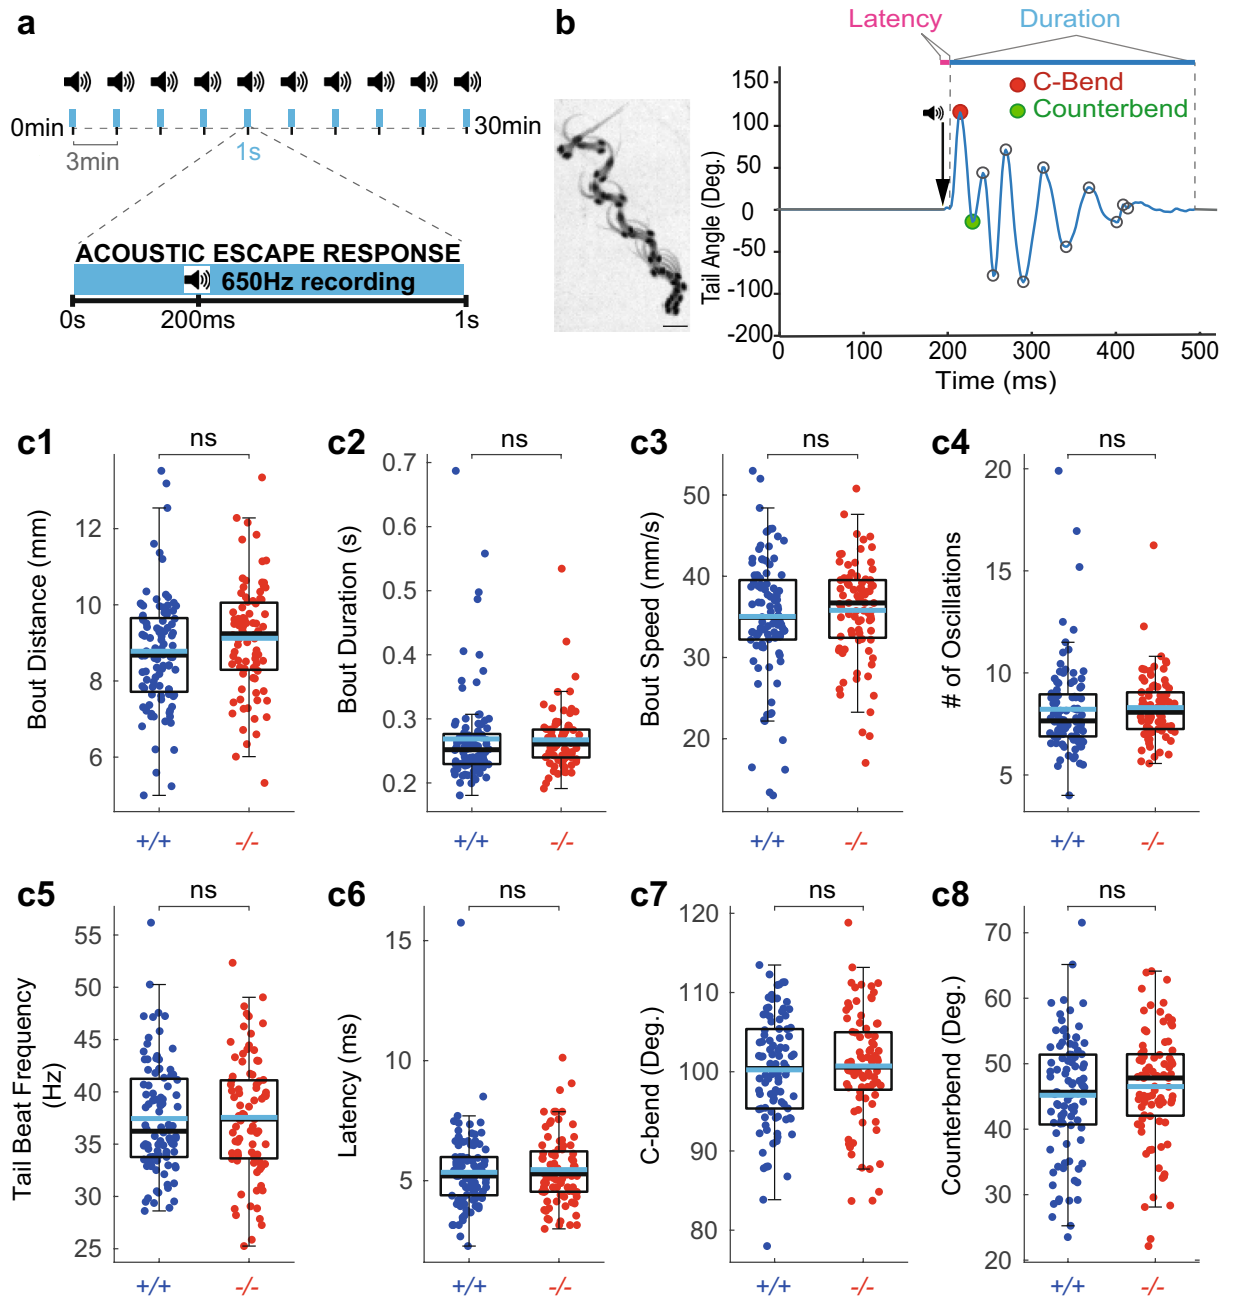 a
0min
30min
3min
1s
ACOUSTIC ESCAPE RESPONSE
650Hz recording
0s
200ms
1s
b
Latency
Duration
C-Bend
Counterbend
Tail Angle (Deg.)
150
100
50
0
-50
-100
-200
0
100
200
300
400
500
Time (ms)
c1
ns
Bout Distance (mm)
12
10
8
6
+/+
-/-
c2
ns
Bout Duration (s)
0.7
0.6
0.5
0.4
0.3
0.2
+/+
-/-
c3
ns
Bout Speed (mm/s)
50
40
30
20
+/+
-/-
c4
ns
# of Oscillations
20
15
10
5
+/+
-/-
c5
ns
Tail Beat Frequency
(Hz)
55
50
45
40
35
30
25
+/+
-/-
c6
ns
Latency (ms)
15
10
5
+/+
-/-
c7
ns
C-bend (Deg.)
120
110
100
90
80
+/+
-/-
c8
ns
Counterbend (Deg.)
70
60
50
40
30
20
+/+
-/-